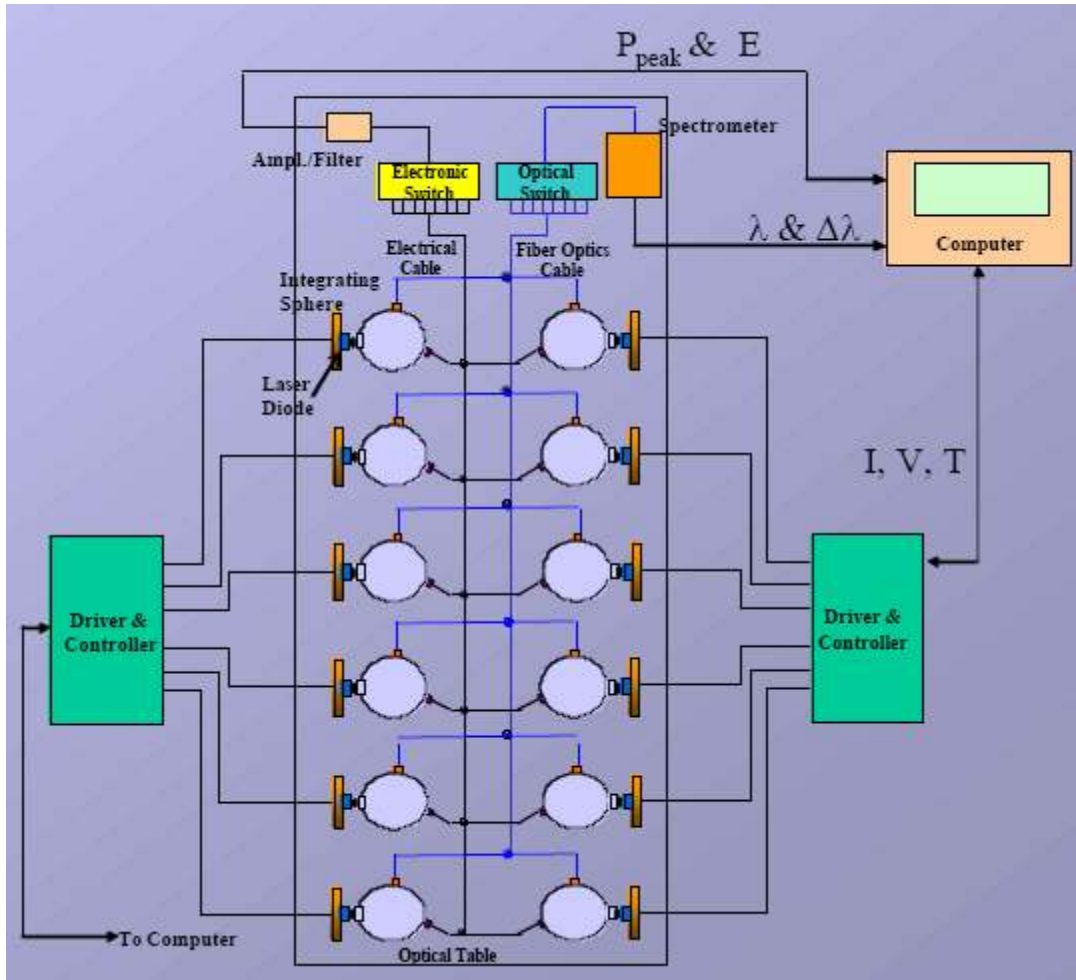 P_peak & E
Spectrometer
Ampl./Filter
Electronic
Switch
Optical
Switch
λ & Δλ
Computer
Electrical
Cable
Fiber Optics
Cable
Integrating
Sphere
Laser
Diode
I, V, T
Driver &
Controller
Driver &
Controller
To Computer
Optical Table